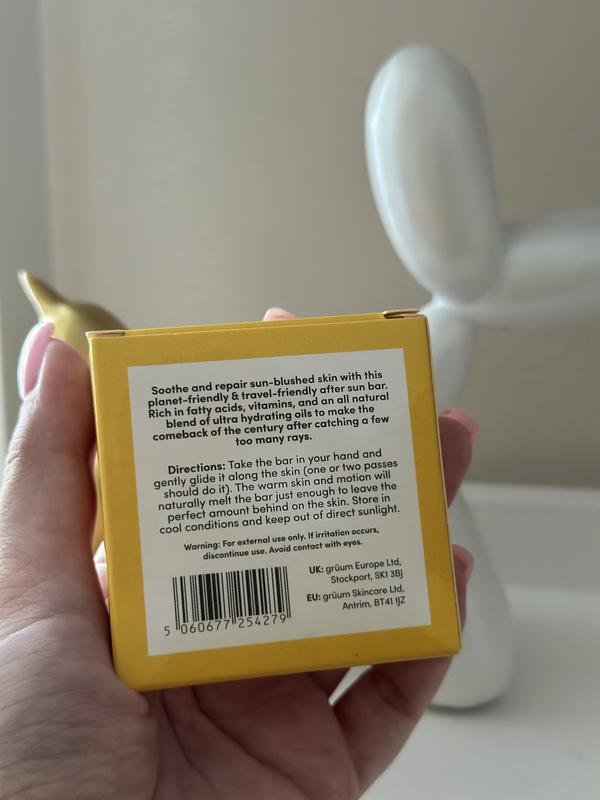 Soothe and repair sun-blushed skin with this
planet-friendly & travel-friendly after sun bar.
Rich in fatty acids, vitamins, and an all natural
blend of ultra hydrating oils to make the
comeback of the century after catching a few
too many rays.
Directions: Take the bar in your hand and
gently glide it along the skin (one or two passes
should do it). The warm skin and motion will
naturally melt the bar just enough to leave the
perfect amount behind on the skin. Store in
cool conditions and keep out of direct sunlight.
Warning: For external use only. If irritation occurs,
discontinue use. Avoid contact with eyes.
UK: grüum Europe Ltd,
Stockport, SK1 3BJ
EU: grüum Skincare Ltd,
Antrim, BT41 1JZ
5 060677 254279